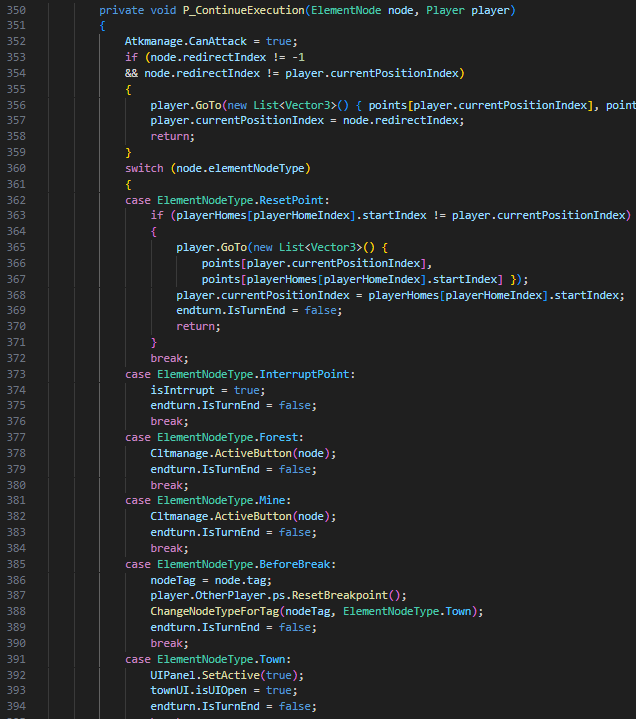 350 private void P_ContinueExecution(ElementNode node, Player player)
351 {
352 Atkmanage.CanAttack = true;
353 if (node.redirectIndex != -1
354 && node.redirectIndex != player.currentPositionIndex)
355 {
356 player.GoTo(new List<Vector3>() { points[player.currentPositionIndex], point
357 player.currentPositionIndex = node.redirectIndex;
358 return;
359 }
360 switch (node.elementNodeType)
361 {
362 case ElementNodeType.ResetPoint:
363 if (playerHomes[playerHomeIndex].startIndex != player.currentPositionIndex)
364 {
365 player.GoTo(new List<Vector3>() {
366 points[player.currentPositionIndex],
367 points[playerHomes[playerHomeIndex].startIndex] });
368 player.currentPositionIndex = playerHomes[playerHomeIndex].startIndex;
369 endturn.IsTurnEnd = false;
370 return;
371 }
372 break;
373 case ElementNodeType.InterruptPoint:
374 isIntrrupt = true;
375 endturn.IsTurnEnd = false;
376 break;
377 case ElementNodeType.Forest:
378 Cltmanage.ActiveButton(node);
379 endturn.IsTurnEnd = false;
380 break;
381 case ElementNodeType.Mine:
382 Cltmanage.ActiveButton(node);
383 endturn.IsTurnEnd = false;
384 break;
385 case ElementNodeType.BeforeBreak:
386 nodeTag = node.tag;
387 player.OtherPlayer.ps.ResetBreakpoint();
388 ChangeNodeTypeForTag(nodeTag, ElementNodeType.Town);
389 endturn.IsTurnEnd = false;
390 break;
391 case ElementNodeType.Town:
392 UIPanel.SetActive(true);
393 townUI.isUIOpen = true;
394 endturn.IsTurnEnd = false;